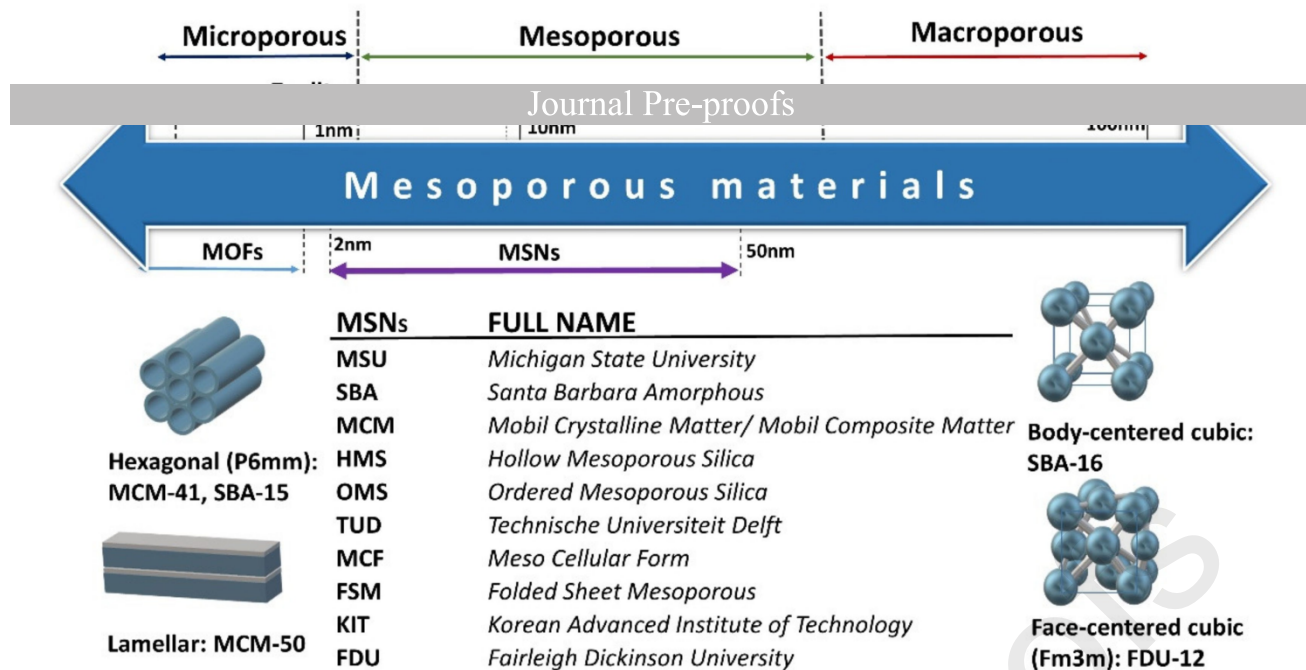 Microporous
Mesoporous
Macroporous
Journal Pre-proofs
1nm
10nm
100nm
Mesoporous materials
MOFs
2nm
MSNs
50nm
MSNs FULL NAME
MSU Michigan State University
SBA Santa Barbara Amorphous
MCM Mobil Crystalline Matter/ Mobil Composite Matter
HMS Hollow Mesoporous Silica
OMS Ordered Mesoporous Silica
TUD Technische Universiteit Delft
MCF Meso Cellular Form
FSM Folded Sheet Mesoporous
KIT Korean Advanced Institute of Technology
FDU Fairleigh Dickinson University
Hexagonal (P6mm):
MCM-41, SBA-15
Lamellar: MCM-50
Body-centered cubic:
SBA-16
Face-centered cubic
(Fm3m): FDU-12